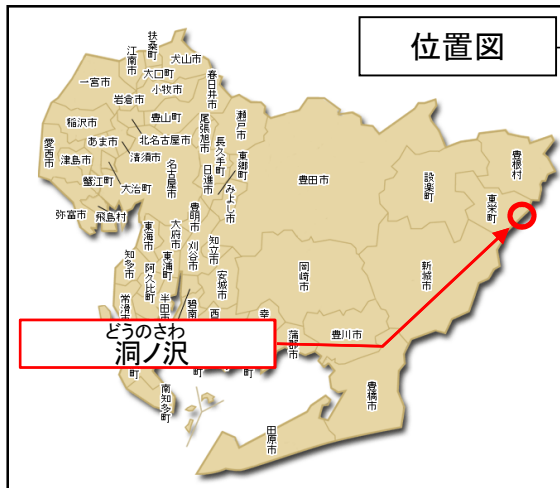 位置図
扶桑町
江南市
犬山市
大口町
一宮市
小牧市
春日井市
岩倉市
稲沢市
豊山町
尾張旭市
瀬戸市
あま市
北名古屋市
長久手町
愛西市
津島市
清須市
名古屋市
日進市
東郷町
蟹江町
大治町
みよし市
豊田市
設楽町
豊根村
東栄町
弥富市
飛島村
豊明市
大府市
東海市
知多市
東浦町
刈谷市
知立市
阿久比町
安城市
岡崎市
新城市
常滑市
半田市
碧南
西
幸
蒲郡市
豊川市
どうのさわ
洞ノ沢
町
町
町
南知多町
豊橋市
田原市